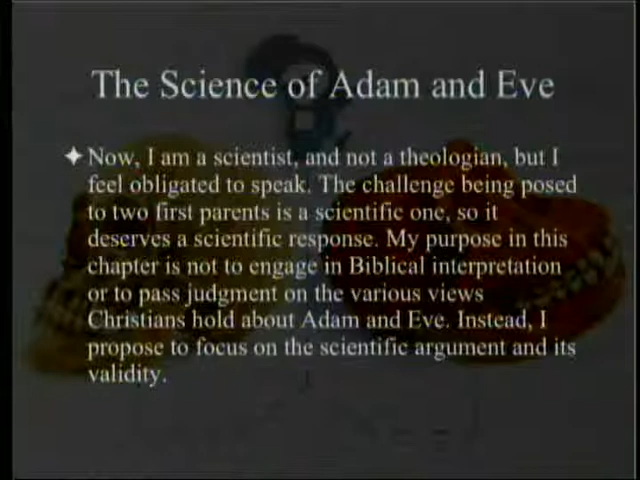 The Science of Adam and Eve
Now, I am a scientist, and not a theologian, but I
feel obligated to speak. The challenge being posed
to two first parents is a scientific one, so it
deserves a scientific response. My purpose in this
chapter is not to engage in Biblical interpretation
or to pass judgment on the various views
Christians hold about Adam and Eve. Instead, I
propose to focus on the scientific argument and its
validity.